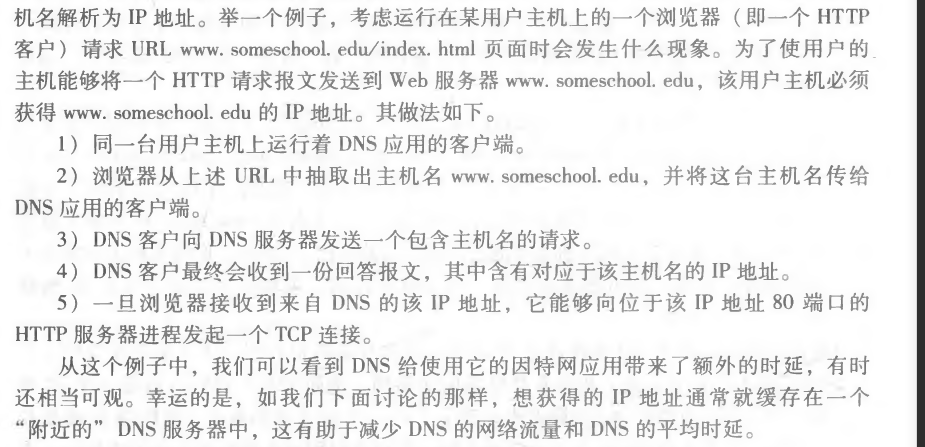 机名解析为 IP 地址。举一个例子，考虑运行在某用户主机上的一个浏览器（即一个 HTTP
客户）请求 URL www. someschool. edu/index. html 页面时会发生什么现象。为了使用户的
主机能够将一个 HTTP 请求报文发送到 Web 服务器 www. someschool. edu，该用户主机必须
获得 www. someschool. edu 的 IP 地址。其做法如下。
1）同一台用户主机上运行着 DNS 应用的客户端。
2）浏览器从上述 URL 中抽取出主机名 www. someschool. edu，并将这台主机名传给
DNS 应用的客户端。
3）DNS 客户向 DNS 服务器发送一个包含主机名的请求。
4）DNS 客户最终会收到一份回答报文，其中含有对应于该主机名的 IP 地址。
5）一旦浏览器接收到来自 DNS 的该 IP 地址，它能够向位于该 IP 地址 80 端口的
HTTP 服务器进程发起一个 TCP 连接。
从这个例子中，我们可以看到 DNS 给使用它的因特网应用带来了额外的时延，有时
还相当可观。幸运的是，如我们下面讨论的那样，想获得的 IP 地址通常就缓存在一个
“附近的”DNS 服务器中，这有助于减少 DNS 的网络流量和 DNS 的平均时延。